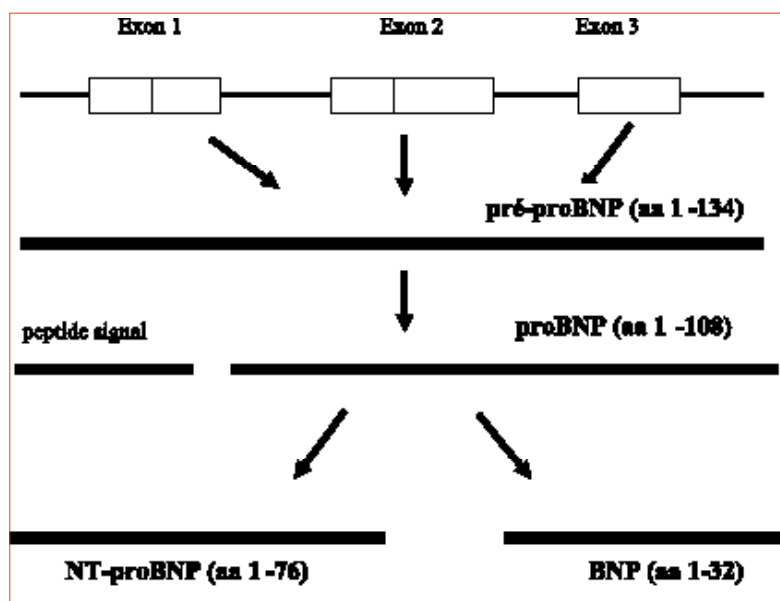 Exon 1 Exon 2 Exon 3
pré-proBNP (aa 1 -134)
peptide signal proBNP (aa 1 -108)
NT-proBNP (aa 1 -76) BNP (aa 1-32)